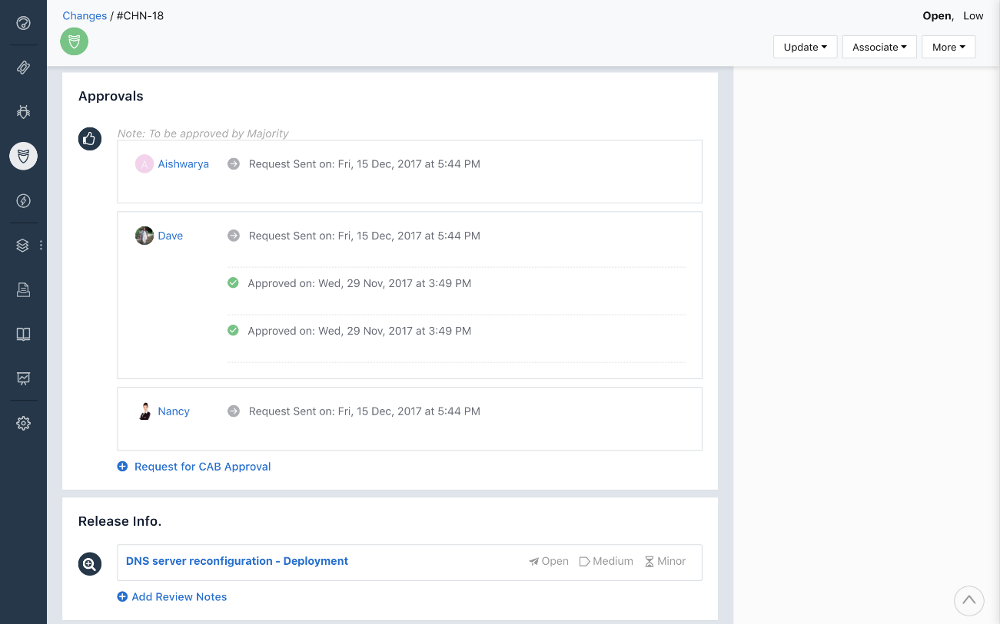 Changes / #CHN-18
Open, Low
Update
Associate
More
Approvals
Note: To be approved by Majority
A
Aishwarya
Request Sent on: Fri, 15 Dec, 2017 at 5:44 PM
Dave
Request Sent on: Fri, 15 Dec, 2017 at 5:44 PM
Approved on: Wed, 29 Nov, 2017 at 3:49 PM
Approved on: Wed, 29 Nov, 2017 at 3:49 PM
Nancy
Request Sent on: Fri, 15 Dec, 2017 at 5:44 PM
Request for CAB Approval
Release Info.
DNS server reconfiguration - Deployment
Open
Medium
Minor
Add Review Notes